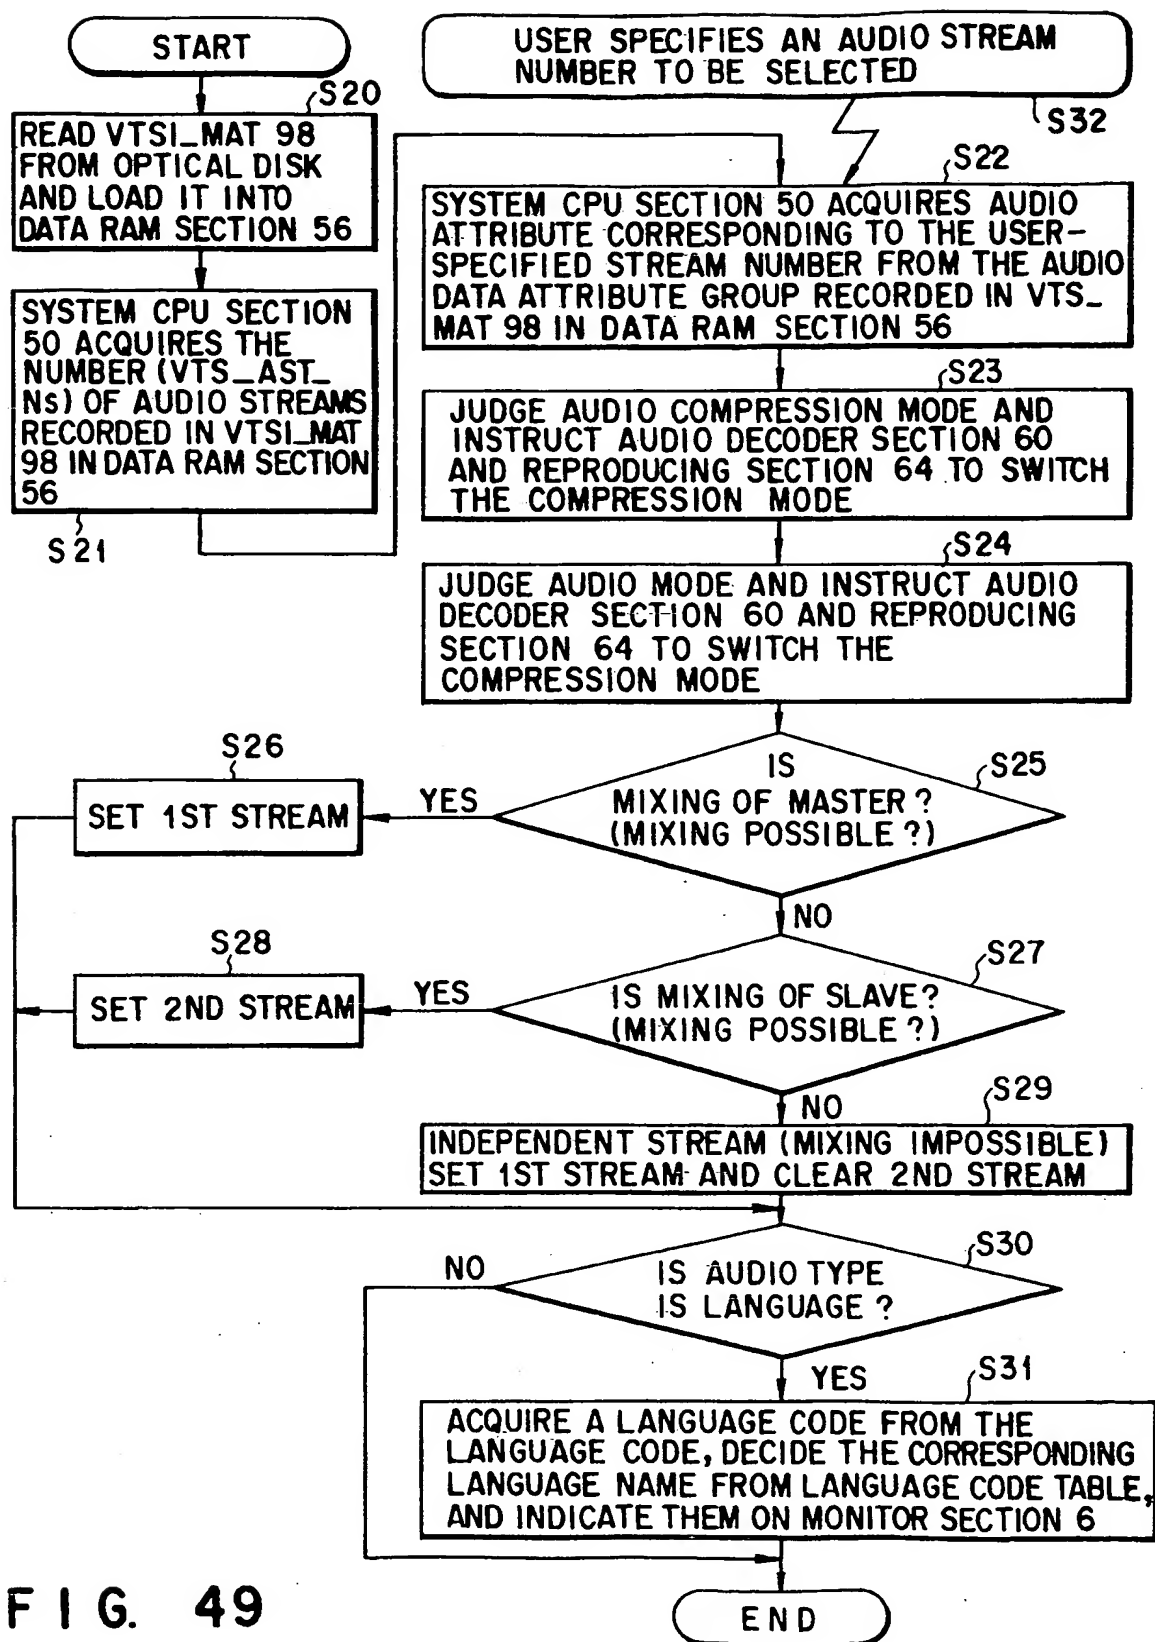 START
S20
READ VTSI_MAT 98
FROM OPTICAL DISK
AND LOAD IT INTO
DATA RAM SECTION 56
SYSTEM CPU SECTION
50 ACQUIRES THE
NUMBER (VTS_AST_
Ns) OF AUDIO STREAMS
RECORDED IN VTSI_MAT
98 IN DATA RAM SECTION
56
S21
USER SPECIFIES AN AUDIO STREAM
NUMBER TO BE SELECTED
S32
S22
SYSTEM CPU SECTION 50 ACQUIRES AUDIO
ATTRIBUTE CORRESPONDING TO THE USER-
SPECIFIED STREAM NUMBER FROM THE AUDIO
DATA ATTRIBUTE GROUP RECORDED IN VTS_
MAT 98 IN DATA RAM SECTION 56
S23
JUDGE AUDIO COMPRESSION MODE AND
INSTRUCT AUDIO DECODER SECTION 60
AND REPRODUCING SECTION 64 TO SWITCH
THE COMPRESSION MODE
S24
JUDGE AUDIO MODE AND INSTRUCT AUDIO
DECODER SECTION 60 AND REPRODUCING
SECTION 64 TO SWITCH THE
COMPRESSION MODE
S25
IS
MIXING OF MASTER?
(MIXING POSSIBLE?)
YES
S26
SET 1ST STREAM
NO
S27
IS MIXING OF SLAVE?
(MIXING POSSIBLE?)
YES
S28
SET 2ND STREAM
NO
S29
INDEPENDENT STREAM (MIXING IMPOSSIBLE)
SET 1ST STREAM AND CLEAR 2ND STREAM
S30
IS AUDIO TYPE
IS LANGUAGE?
NO
YES
S31
ACQUIRE A LANGUAGE CODE FROM THE
LANGUAGE CODE, DECIDE THE CORRESPONDING
LANGUAGE NAME FROM LANGUAGE CODE TABLE,
AND INDICATE THEM ON MONITOR SECTION 6
END
FIG. 49